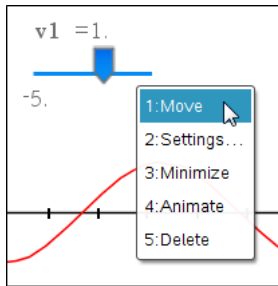 v1 =1.
-5.
1:Move
2:Settings...
3:Minimize
4:Animate
5:Delete